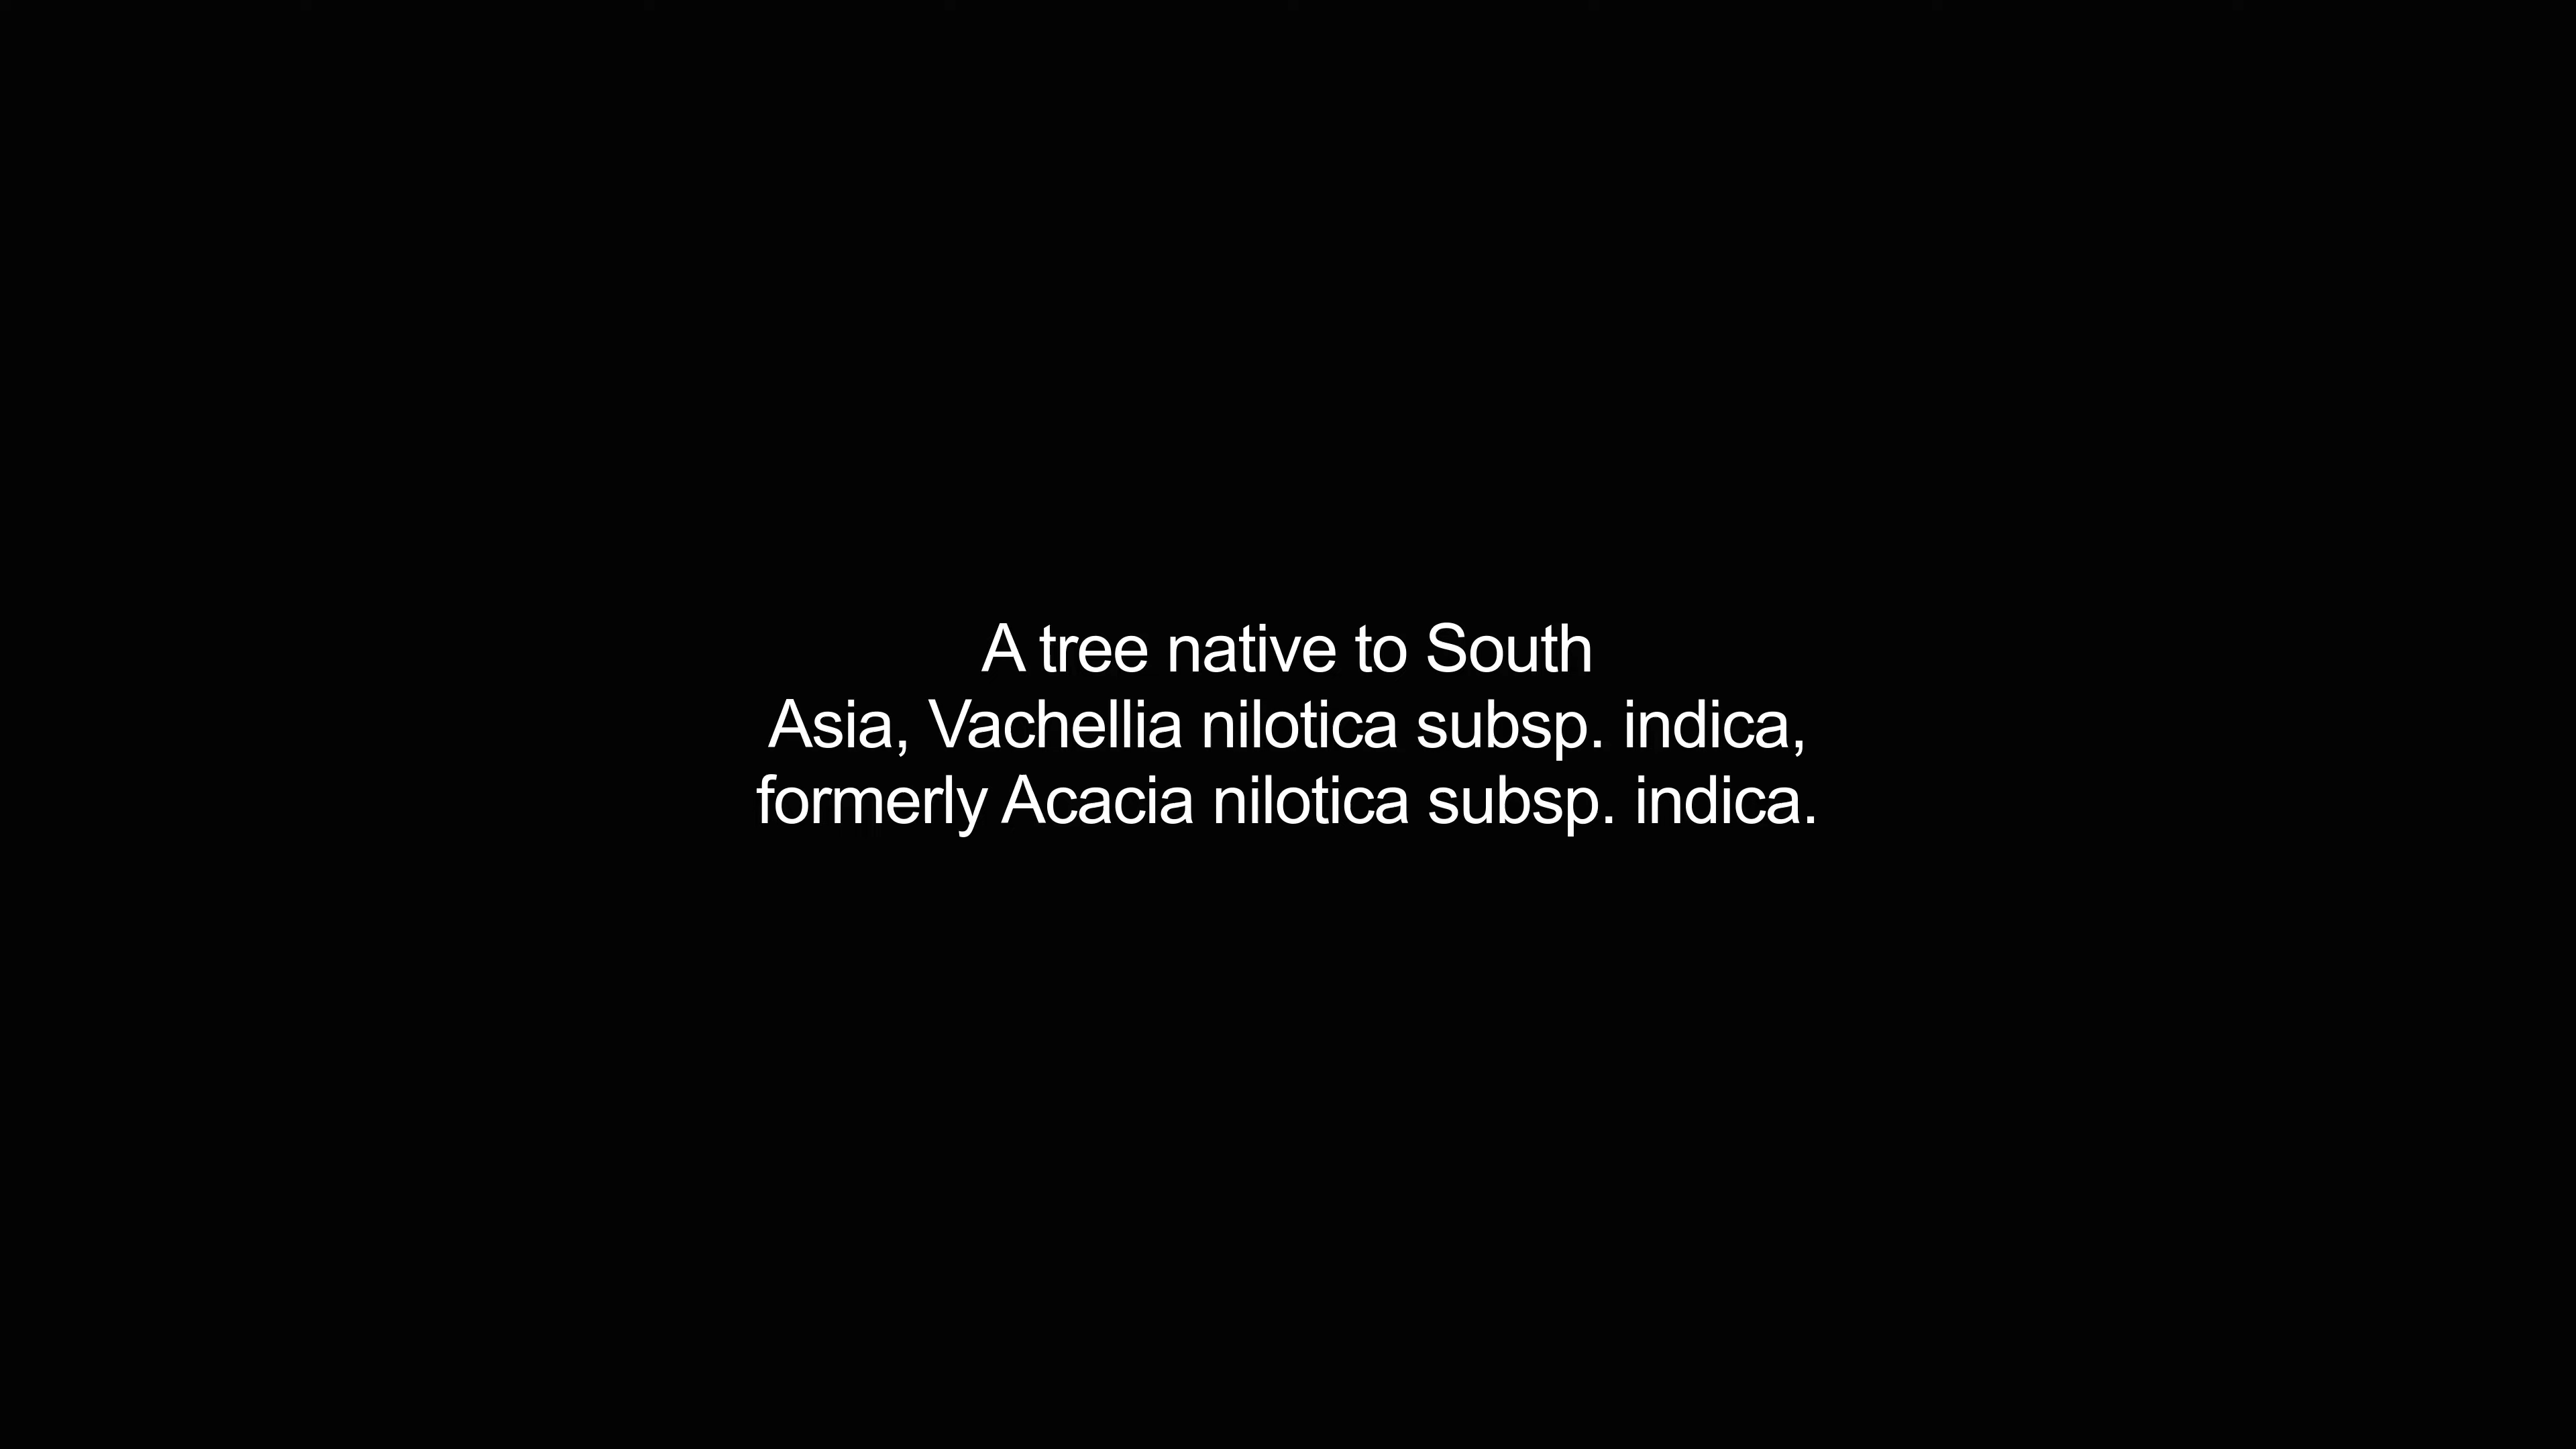 A tree native to South
Asia, Vachellia nilotica subsp. indica,
formerly Acacia nilotica subsp. indica.